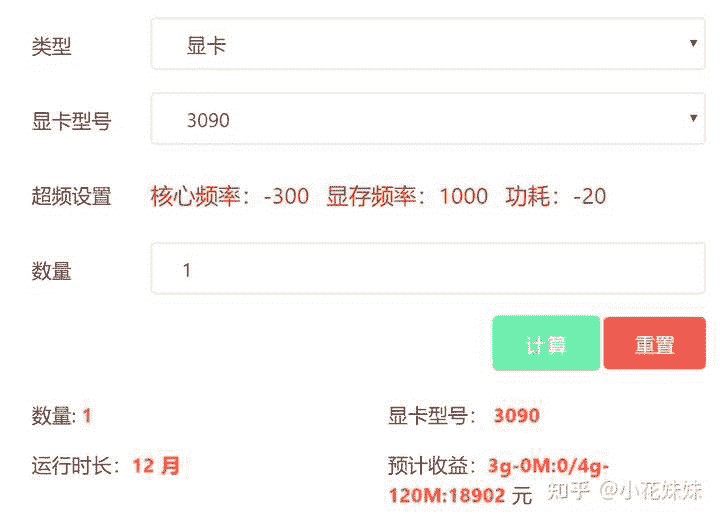 类型 显卡
显卡型号 3090
超频设置 核心频率：-300 显存频率：1000 功耗：-20
数量 1
计算 重置
数量: 1 显卡型号： 3090
运行时长：12 月 预计收益：3g-0M:0/4g-
120M:18902 元
知乎 @小花妹妹